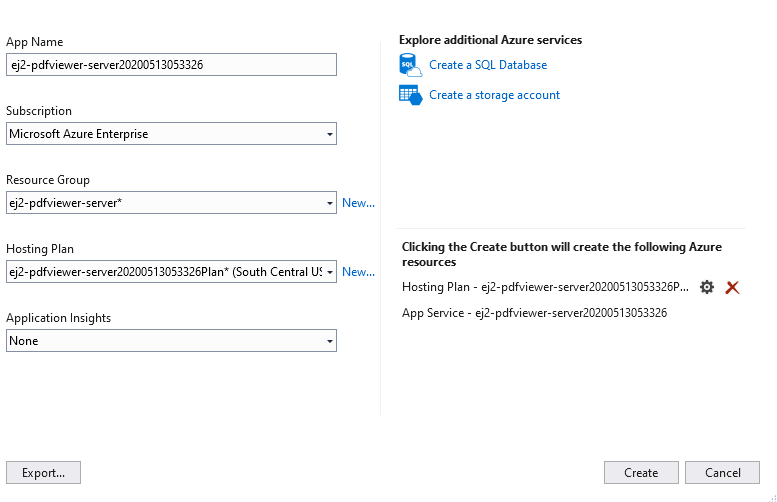 App Name
ej2-pdfviewer-server20200513053326
Subscription
Microsoft Azure Enterprise
Resource Group
ej2-pdfviewer-server*
New...
Hosting Plan
ej2-pdfviewer-server20200513053326Plan* (South Central US
New...
Application Insights
None
Explore additional Azure services
SQL
Create a SQL Database
Create a storage account
Clicking the Create button will create the following Azure
resources
Hosting Plan - ej2-pdfviewer-server20200513053326P...
App Service - ej2-pdfviewer-server20200513053326
Export...
Create
Cancel